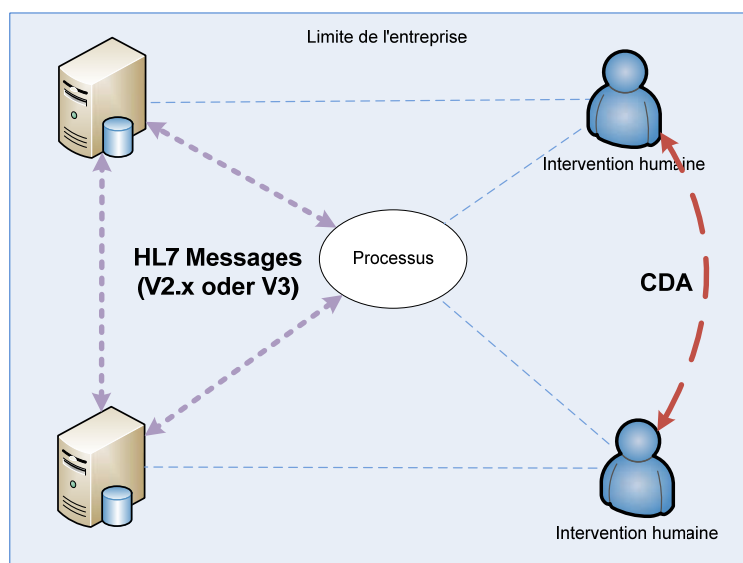 Limite de l'entreprise
Intervention humaine
HL7 Messages
(V2.x oder V3)
Processus
CDA
Intervention humaine